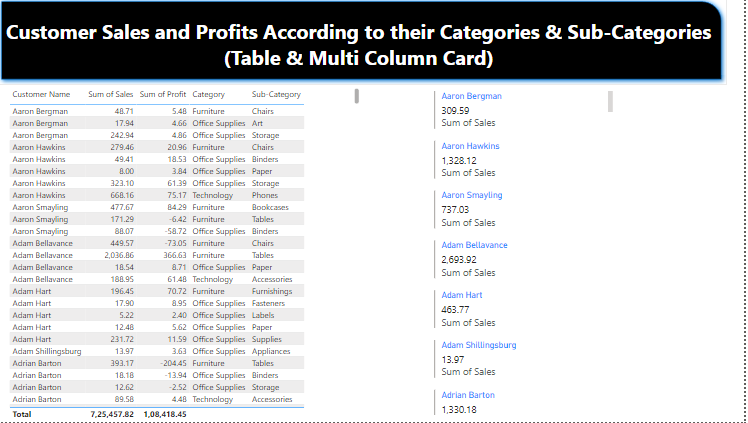 Customer Sales and Profits According to their Categories & Sub-Categories
(Table & Multi Column Card)
Customer Name Sum of Sales Sum of Profit Category Sub-Category
Aaron Bergman 48.71 5.48 Furniture Chairs
Aaron Bergman 17.94 4.66 Office Supplies Art
Aaron Bergman 242.94 4.86 Office Supplies Storage
Aaron Hawkins 279.46 20.96 Furniture Chairs
Aaron Hawkins 49.41 18.53 Office Supplies Binders
Aaron Hawkins 8.00 3.84 Office Supplies Paper
Aaron Hawkins 323.10 61.39 Office Supplies Storage
Aaron Hawkins 668.16 75.17 Technology Phones
Aaron Smayling 477.67 84.29 Furniture Bookcases
Aaron Smayling 171.29 -6.42 Furniture Tables
Aaron Smayling 88.07 -58.72 Office Supplies Binders
Adam Bellavance 449.57 -73.05 Furniture Chairs
Adam Bellavance 2,036.86 366.63 Furniture Tables
Adam Bellavance 18.54 8.71 Office Supplies Paper
Adam Bellavance 188.95 61.48 Technology Accessories
Adam Hart 196.45 70.72 Furniture Furnishings
Adam Hart 17.90 8.95 Office Supplies Fasteners
Adam Hart 5.22 2.40 Office Supplies Labels
Adam Hart 12.48 5.62 Office Supplies Paper
Adam Hart 231.72 11.59 Office Supplies Supplies
Adam Shillingsburg 13.97 3.63 Office Supplies Appliances
Adrian Barton 393.17 -204.45 Furniture Tables
Adrian Barton 18.18 -13.94 Office Supplies Binders
Adrian Barton 12.62 -2.52 Office Supplies Storage
Adrian Barton 89.58 4.48 Technology Accessories
Total 7,25,457.82 1,08,418.45
Aaron Bergman
309.59
Sum of Sales
Aaron Hawkins
1,328.12
Sum of Sales
Aaron Smayling
737.03
Sum of Sales
Adam Bellavance
2,693.92
Sum of Sales
Adam Hart
463.77
Sum of Sales
Adam Shillingsburg
13.97
Sum of Sales
Adrian Barton
1,330.18